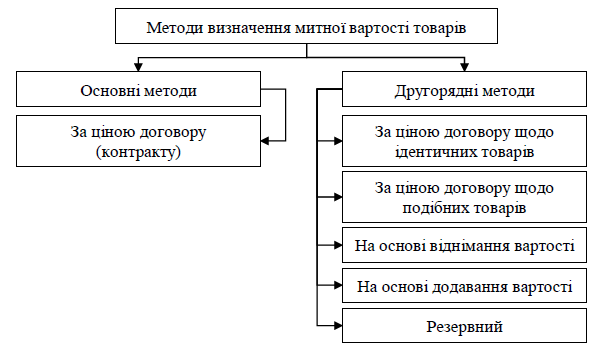 Методи визначення митної вартості товарів
Основні методи
За ціною договору
(контракту)
Другорядні методи
За ціною договору щодо
ідентичних товарів
За ціною договору щодо
подібних товарів
На основі віднімання вартості
На основі додавання вартості
Резервний